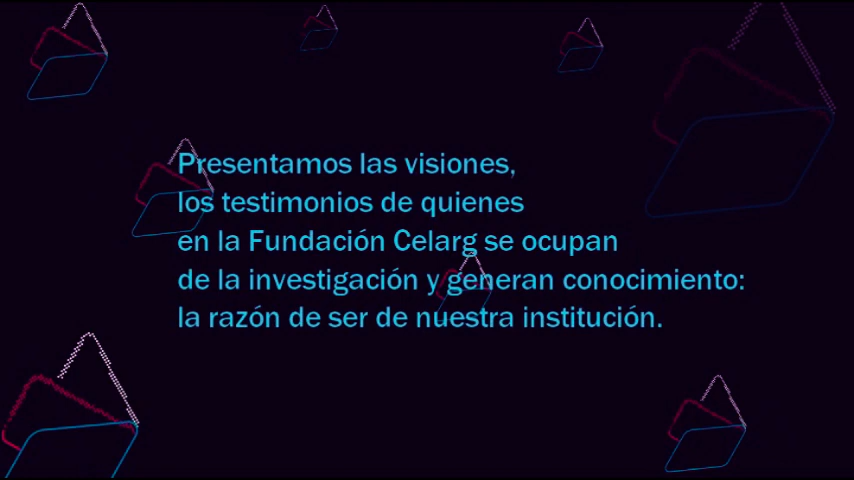 Presentamos las visiones,
los testimonios de quienes
en la Fundación Celarg se ocupan
de la investigación y generan conocimiento:
la razón de ser de nuestra institución.